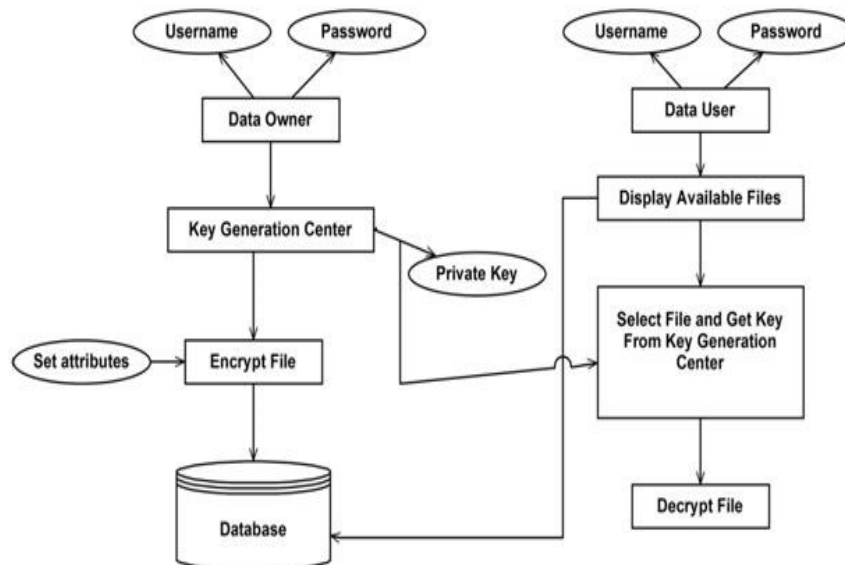 Username
Password
Data Owner
Key Generation Center
Private Key
Set attributes
Encrypt File
Database
Username
Password
Data User
Display Available Files
Select File and Get Key
From Key Generation
Center
Decrypt File